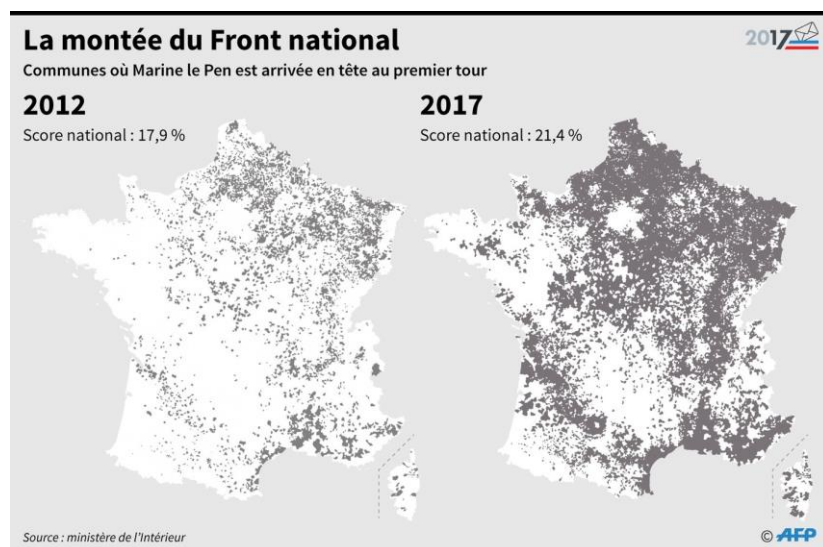 La montée du Front national
2017
Communes où Marine le Pen est arrivée en tête au premier tour
2012
Score national : 17,9 %
2017
Score national : 21,4 %
Source : ministère de l'Intérieur
© AFP